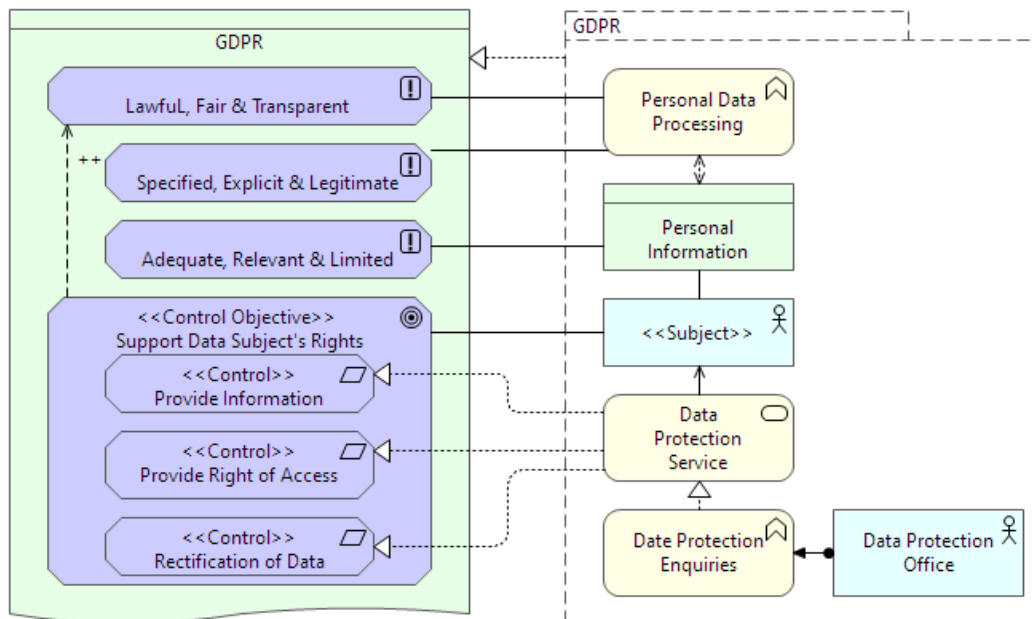 GDPR
LawfuL, Fair & Transparent
++
Specified, Explicit & Legitimate
Adequate, Relevant & Limited
<<Control Objective>>
Support Data Subject's Rights
<<Control>>
Provide Information
<<Control>>
Provide Right of Access
<<Control>>
Rectification of Data
GDPR
Personal Data
Processing
Personal
Information
<<Subject>>
Data
Protection
Service
Date Protection
Enquiries
Data Protection
Office